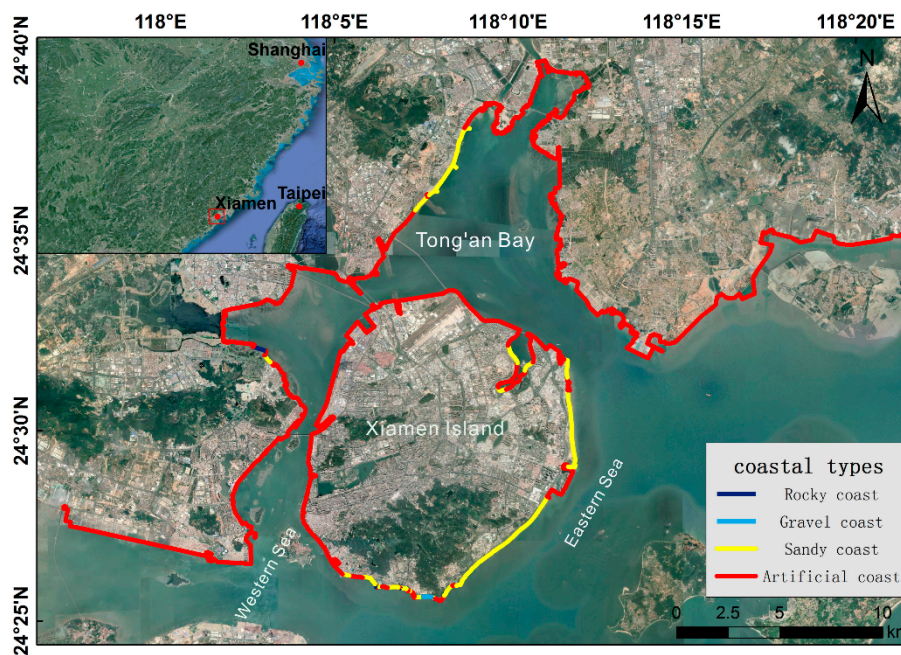 118°E
118°5'E
118°10'E
118°15'E
118°20'E
24°40'N
24°35'N
24°30'N
24°25'N
Shanghai
Taipei
Xiamen
N
Tong'an Bay
Xiamen Island
Western Sea
Eastern Sea
coastal types
Rocky coast
Gravel coast
Sandy coast
Artificial coast
0 2.5 5 10
km